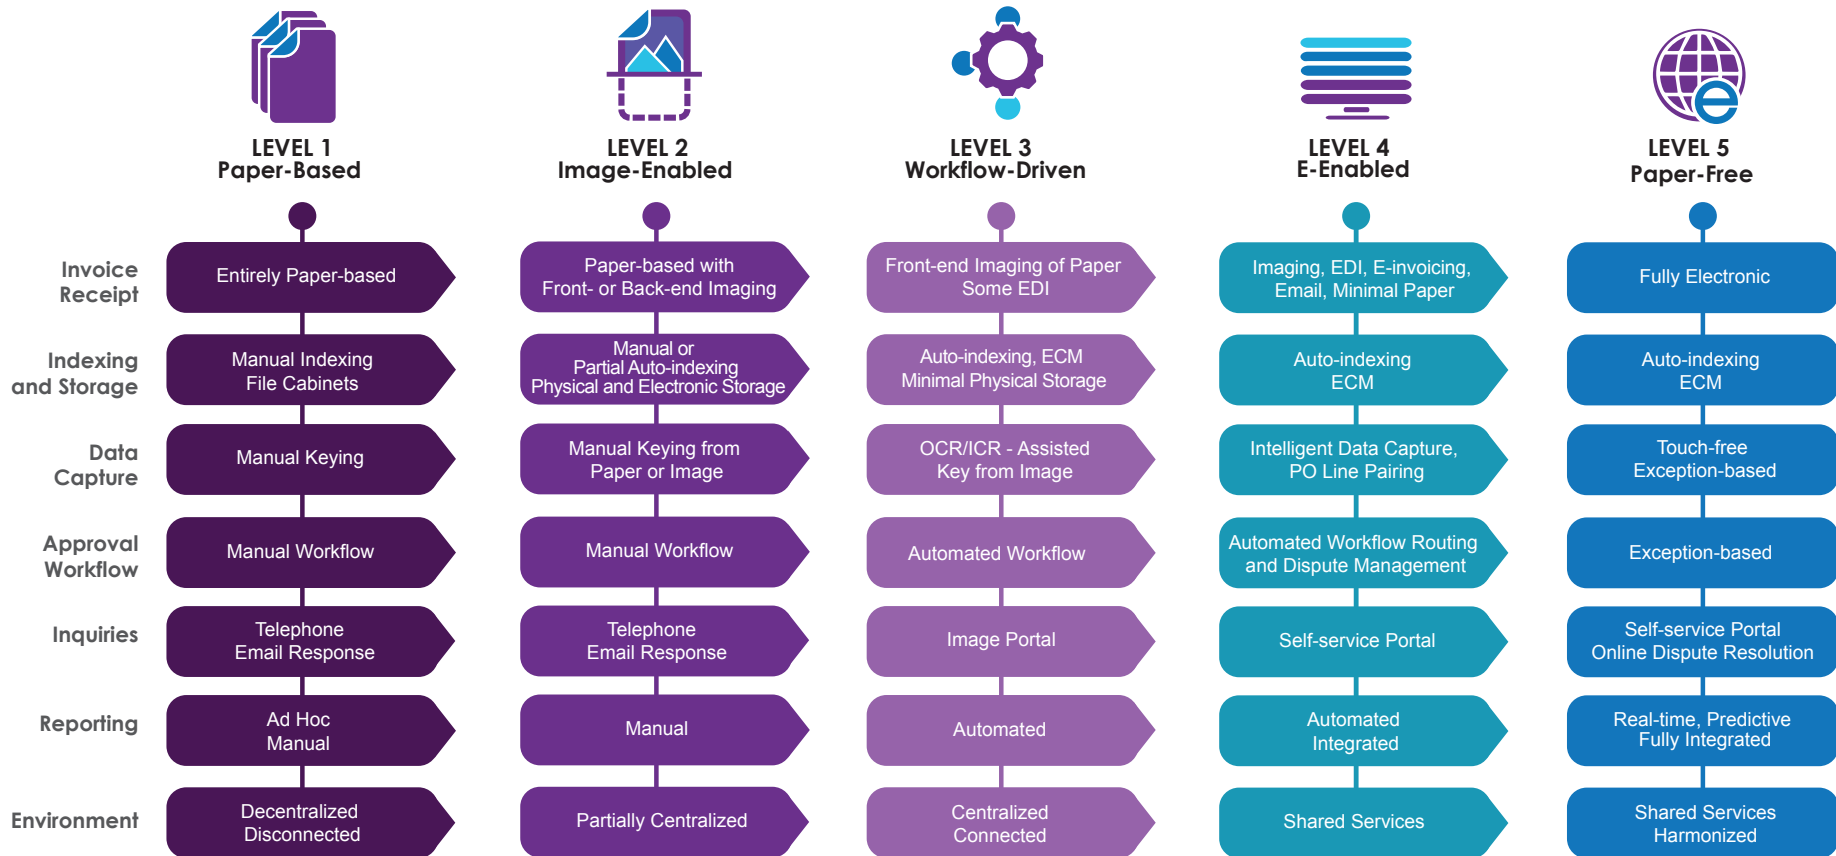 LEVEL 1
Paper-Based
LEVEL 2
Image-Enabled
LEVEL 3
Workflow-Driven
LEVEL 4
E-Enabled
LEVEL 5
Paper-Free
Invoice
Receipt
Entirely Paper-based
Paper-based with
Front- or Back-end Imaging
Front-end Imaging of Paper
Some EDI
Imaging, EDI, E-invoicing,
Email, Minimal Paper
Fully Electronic
Indexing
and Storage
Manual Indexing
File Cabinets
Manual or
Partial Auto-indexing
Physical and Electronic Storage
Auto-indexing, ECM
Minimal Physical Storage
Auto-indexing
ECM
Auto-indexing
ECM
Data
Capture
Manual Keying
Manual Keying from
Paper or Image
OCR/ICR - Assisted
Key from Image
Intelligent Data Capture,
PO Line Pairing
Touch-free
Exception-based
Approval
Workflow
Manual Workflow
Manual Workflow
Automated Workflow
Automated Workflow Routing
and Dispute Management
Exception-based
Inquiries
Telephone
Email Response
Telephone
Email Response
Image Portal
Self-service Portal
Self-service Portal
Online Dispute Resolution
Reporting
Ad Hoc
Manual
Manual
Automated
Automated
Integrated
Real-time, Predictive
Fully Integrated
Environment
Decentralized
Disconnected
Partially Centralized
Centralized
Connected
Shared Services
Shared Services
Harmonized